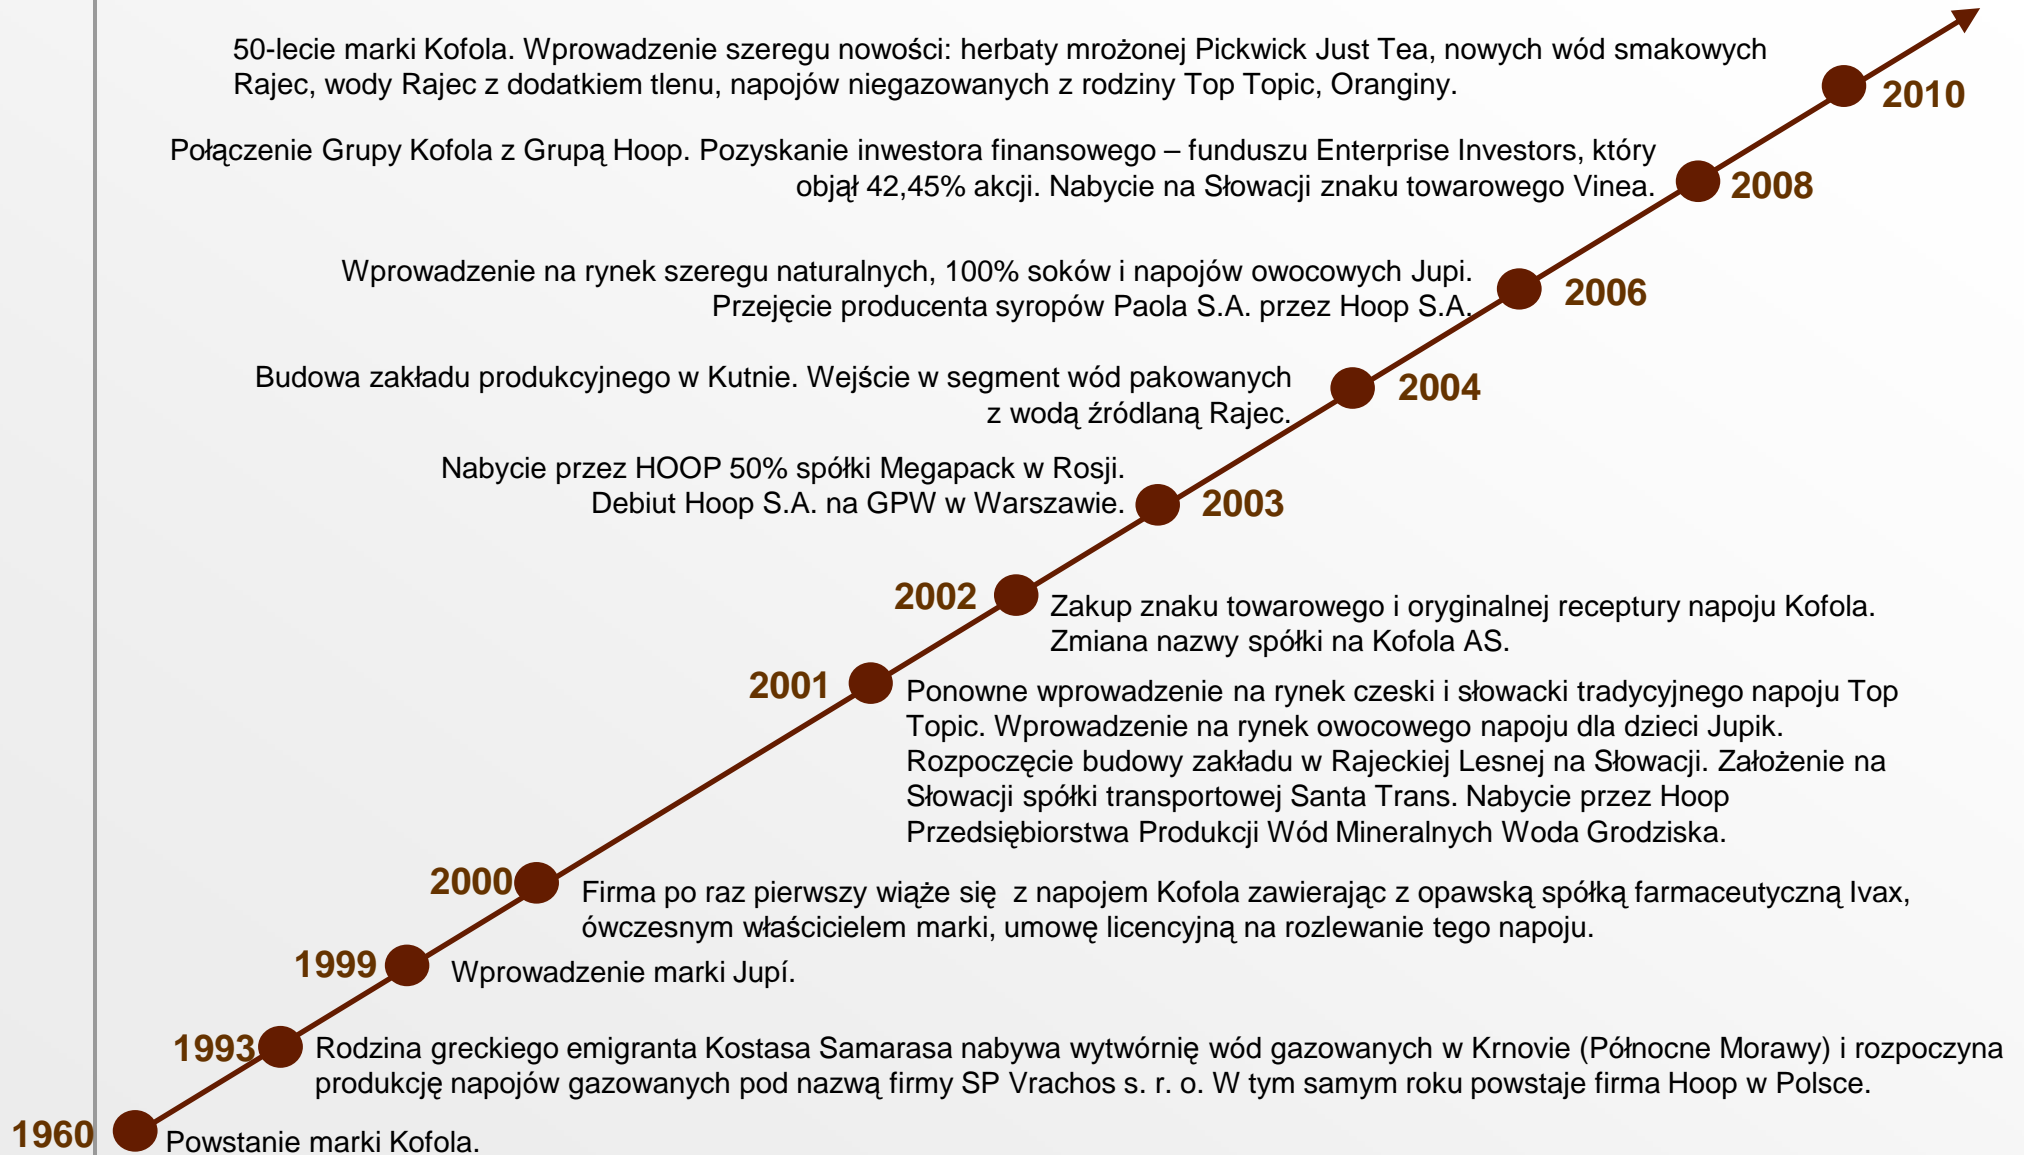 50-lecie marki Kofola. Wprowadzenie szeregu nowości: herbaty mrożonej Pickwick Just Tea, nowych wód smakowych
Rajec, wody Rajec z dodatkiem tlenu, napojów niegazowanych z rodziny Top Topic, Oranginy.
2010
Połączenie Grupy Kofola z Grupą Hoop. Pozyskanie inwestora finansowego – funduszu Enterprise Investors, który
objął 42,45% akcji. Nabycie na Słowacji znaku towarowego Vinea.
2008
Wprowadzenie na rynek szeregu naturalnych, 100% soków i napojów owocowych Jupi.
Przejęcie producenta syropów Paola S.A. przez Hoop S.A.
2006
Budowa zakładu produkcyjnego w Kutnie. Wejście w segment wód pakowanych
z wodą źródlaną Rajec.
2004
Nabycie przez HOOP 50% spółki Megapack w Rosji.
Debiut Hoop S.A. na GPW w Warszawie.
2003
2002
Zakup znaku towarowego i oryginalnej receptury napoju Kofola.
Zmiana nazwy spółki na Kofola AS.
2001
Ponowne wprowadzenie na rynek czeski i słowacki tradycyjnego napoju Top
Topic. Wprowadzenie na rynek owocowego napoju dla dzieci Jupik.
Rozpoczęcie budowy zakładu w Rajeckiej Lesnej na Słowacji. Założenie na
Słowacji spółki transportowej Santa Trans. Nabycie przez Hoop
Przedsiębiorstwa Produkcji Wód Mineralnych Woda Grodziska.
2000
Firma po raz pierwszy wiąże się  z napojem Kofola zawierając z opawską spółką farmaceutyczną Ivax,
ówczesnym właścicielem marki, umowę licencyjną na rozlewanie tego napoju.
1999
Wprowadzenie marki Jupí.
1993
Rodzina greckiego emigranta Kostasa Samarasa nabywa wytwórnię wód gazowanych w Krnovie (Północne Morawy) i rozpoczyna
produkcję napojów gazowanych pod nazwą firmy SP Vrachos s. r. o. W tym samym roku powstaje firma Hoop w Polsce.
1960
Powstanie marki Kofola.